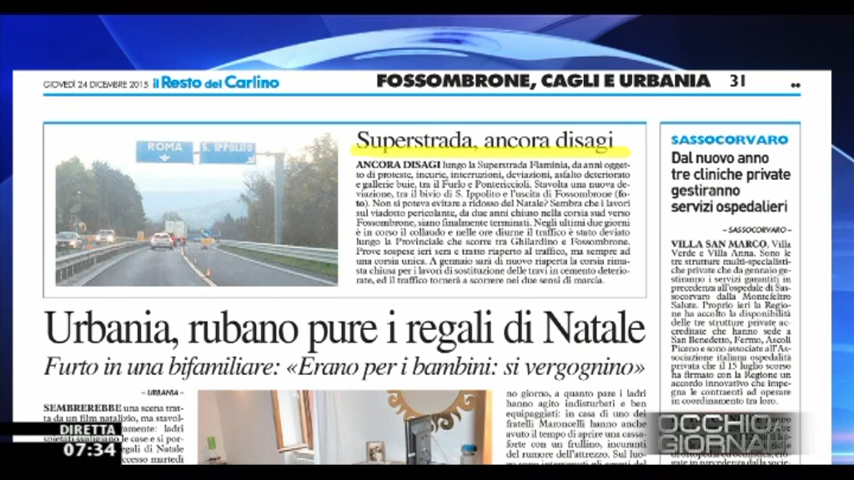 GIOVEDÌ 24 DICEMBRE 2015 il Resto del Carlino
FOSSOMBRONE, CAGLI E URBANIA 31 ••
ROMA
S. IPPOLITO
Superstrada, ancora disagi
ANCORA DISAGI lungo la Superstrada Flaminia, da anni ogget-
to di proteste, incurie, interruzioni, deviazioni, asfalto deteriorato
e gallerie buie, tra il Furlo e Pontericcioli. Stavolta una nuova de-
viazione, tra il bivio di S. Ippolito e l'uscita di Fossombrone (fo-
to). Non si poteva evitare a ridosso del Natale? Sembra che i lavori
sul viadotto pericolante, da due anni chiuso nella corsia sud verso
Fossombrone, siano finalmente terminati. Negli ultimi due giorni
è in corso il collaudo e nelle ore diurne il traffico è stato deviato
lungo la Provinciale che scorre tra Ghilardino e Fossombrone.
Prove sospese ieri sera e tratto riaperto al traffico, ma sempre ad
una corsia unica. A gennaio sarà di nuovo riaperta la corsia rima-
sta chiusa per i lavori di sostituzione delle travi in cemento deterio-
rate, ed il traffico tornerà a scorrere nei due sensi di marcia.
SASSOCORVARO
Dal nuovo anno
tre cliniche private
gestiranno
servizi ospedalieri
– SASSOCORVARO –
VILLA SAN MARCO, Villa
Verde e Villa Anna. Sono le
tre strutture multi-specialisti-
che private che da gennaio ge-
stiranno i servizi garantiti in
precedenza all'ospedale di Sas-
socorvaro dalla Montefeltro
Salute. Proprio ieri la Regio-
ne ha accolto la disponibilità
delle tre strutture private ac-
creditate che hanno sede a
San Benedetto, Fermo, Ascoli
Piceno e sono associate all'As-
sociazione italiana ospedalità
privata che il 15 luglio scorso
ha firmato con la Regione un
accordo innovativo che impe-
gna le contraenti ad operare
in coordinamento tra loro.
Urbania, rubano pure i regali di Natale
Furto in una bifamiliare: «Erano per i bambini: si vergognino»
– URBANIA –
SEMBREREBBE una scena trat-
ta da un film natalizio, ma stavol-
no giorno, a quanto pare i ladri
hanno agito indisturbati e ben
equipaggiati: in casa di uno dei
fratelli Maroncelli hanno anche
avuto il tempo di aprire una cassa-
forte con un frullino, incuranti
del rumore dell'attrezzo. Sul luo-
DIRETTA
07:34
OCCHIO AI
GIORNALI